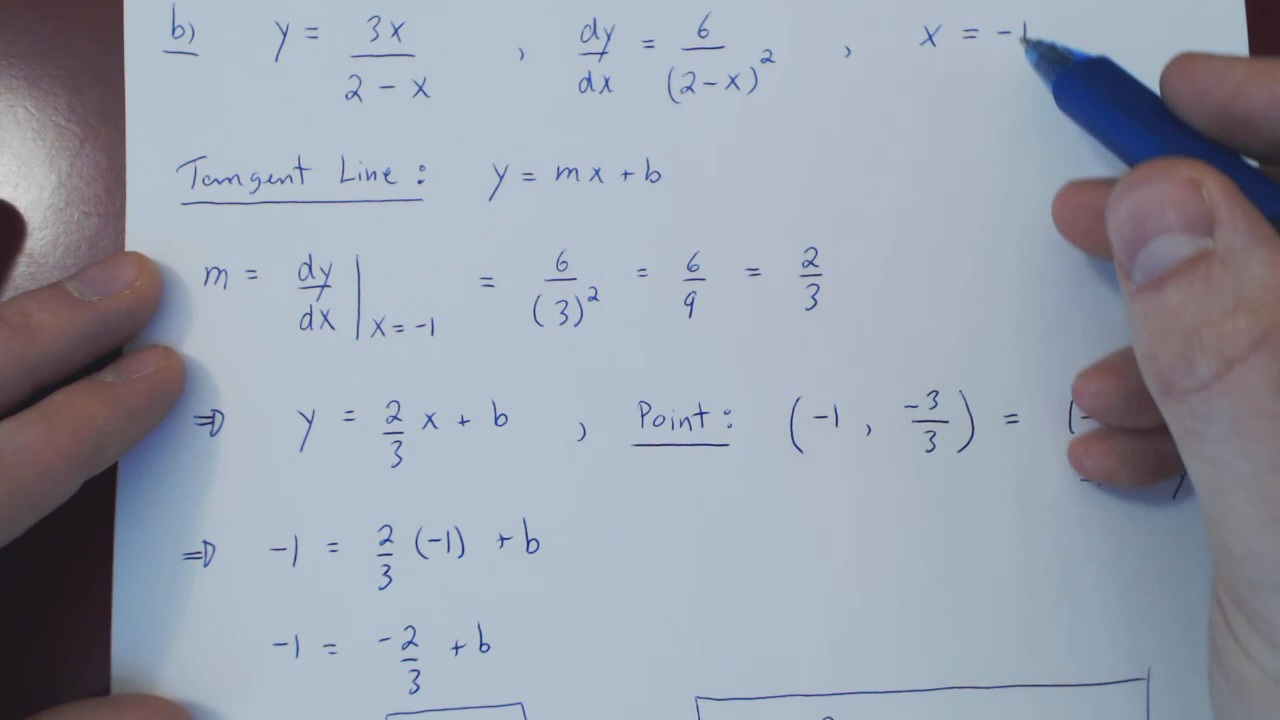 b) y = 3x / (2 - x) , dy/dx = 6 / (2-x)² , x = -1
Tangent Line: y = mx + b
m = dy/dx |x = -1 = 6 / (3)² = 6/9 = 2/3
⇒ y = 2/3 x + b , Point: (-1 , -3/3) = (-
⇒ -1 = 2/3 (-1) + b
-1 = -2/3 + b